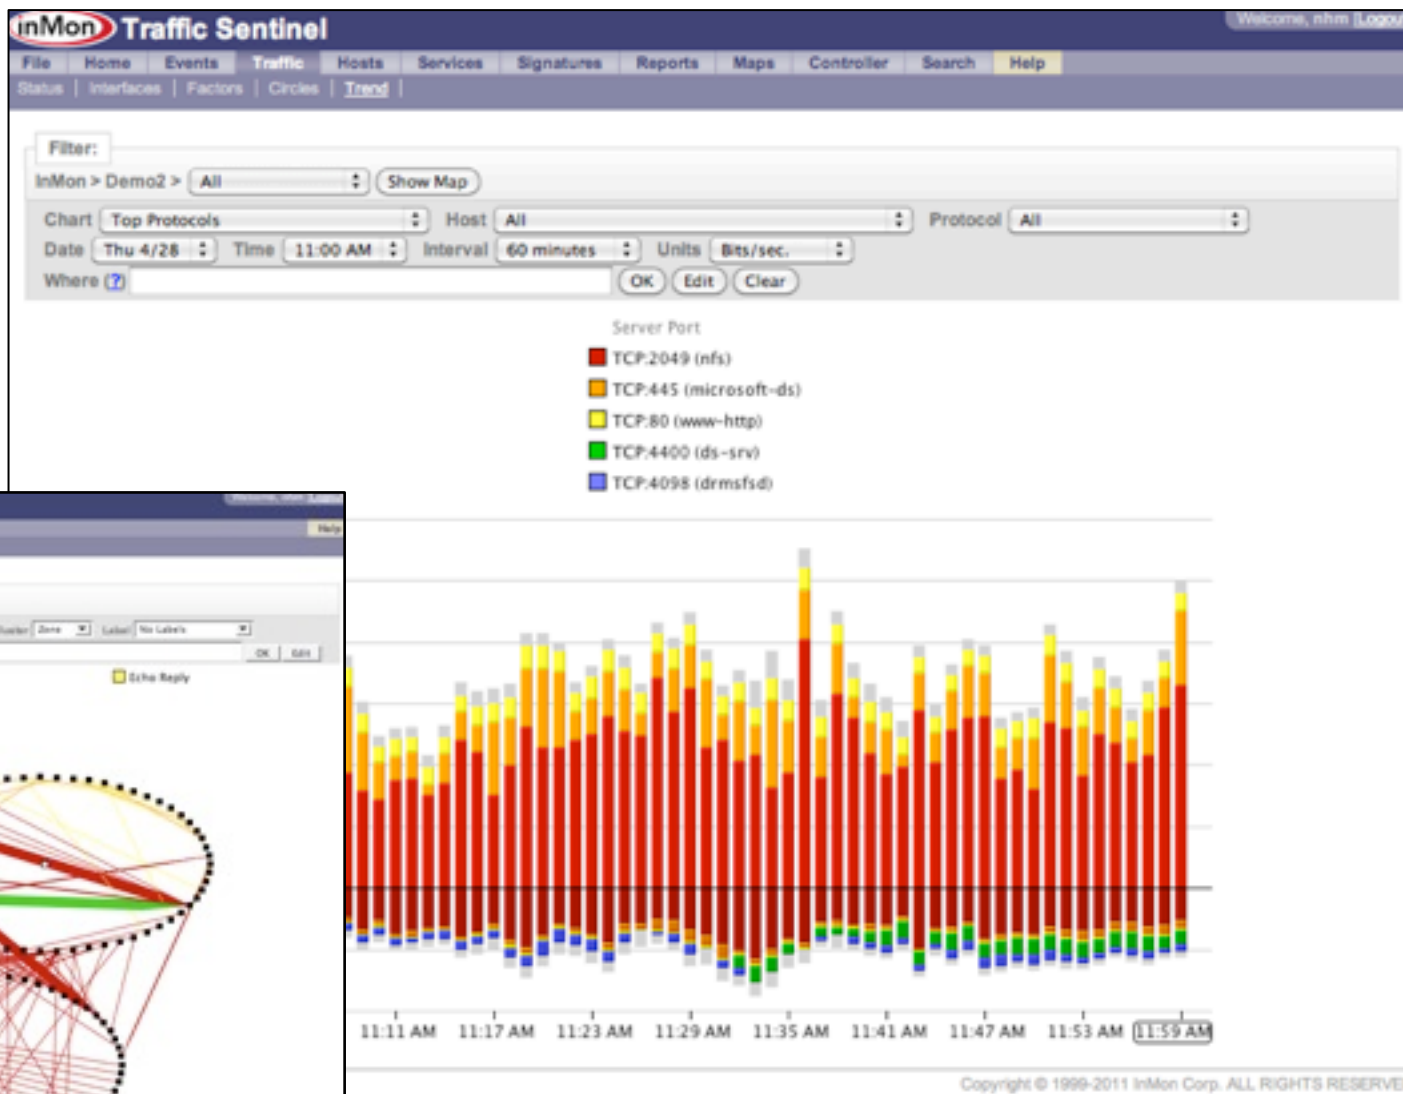 inMon Traffic Sentinel
Welcome, nhm [Logou
File Home Events Traffic Hosts Services Signatures Reports Maps Controller Search Help
Status | Interfaces | Factors | Circles | Trend |
Filter:
InMon > Demo2 > All Show Map
Chart Top Protocols Host All Protocol All
Date Thu 4/28 Time 11:00 AM Interval 60 minutes Units Bits/sec.
Where (?) OK Edit Clear
Server Port
TCP:2049 (nfs)
TCP:445 (microsoft-ds)
TCP:80 (www-http)
TCP:4400 (ds-srv)
TCP:4098 (drmsfsd)
Help
Zone Label No Labels
OK Edit
Echo Reply
11:11 AM 11:17 AM 11:23 AM 11:29 AM 11:35 AM 11:41 AM 11:47 AM 11:53 AM 11:59 AM
Copyright © 1999-2011 InMon Corp. ALL RIGHTS RESERVE